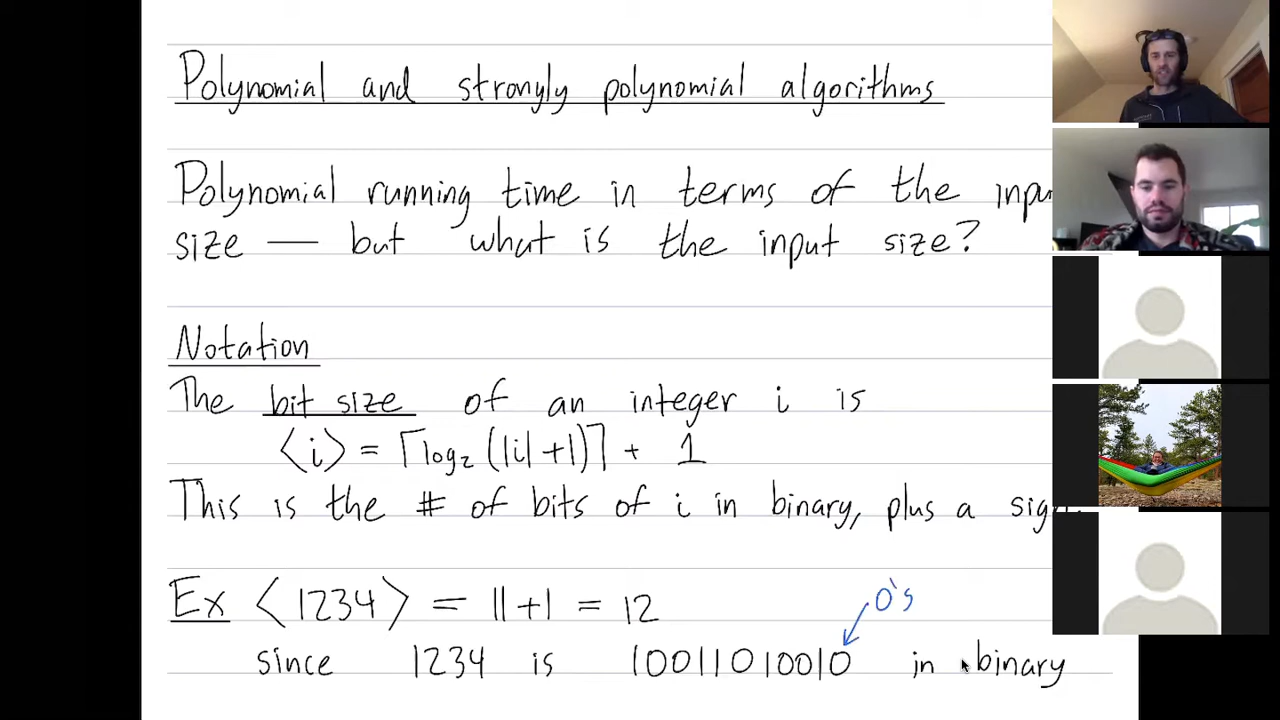 Polynomial and strongly polynomial algorithms
Polynomial running time in terms of the
size — but what is the input size?
Notation
The bit size of an integer i is
⟨i⟩ = ⌈log₂ (|i|+1)⌉ + 1
This is the # of bits of i in binary, plus a sign.
Ex ⟨1234⟩ = 11+1 = 12
0's
since 1234 is 10011010010 in binary